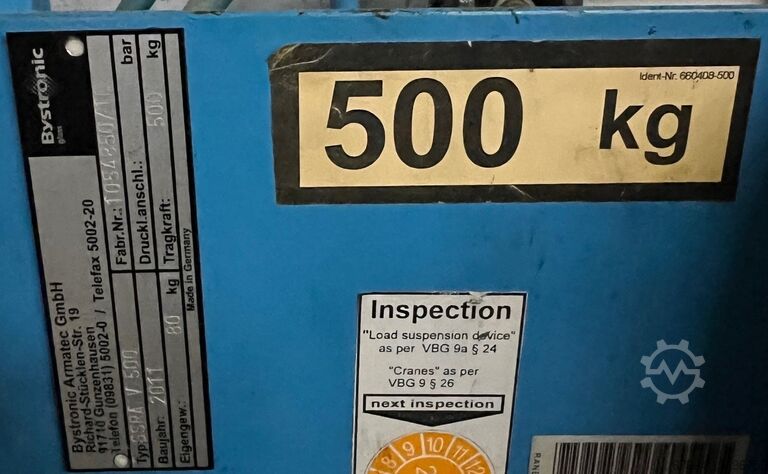 Bystronic
glass
Bystronic Armatec GmbH
Richard-Stücklen-Str. 19
91710 Gunzenhausen
Telefon (09831) 5002-0 / Telefax 5002-20
Typ: V 500
Fabr.Nr.:
Baujahr: 2011
Druckl.anschl.: bar
Eigengew.: 80 kg
Tragkraft: 500 kg
Made in Germany
Ident-Nr. 660408-500
500 kg
Inspection
"Load suspension device"
as per VBG 9a § 24
"Cranes" as per
VBG 9 § 26
next inspection
8 9 10 11 12